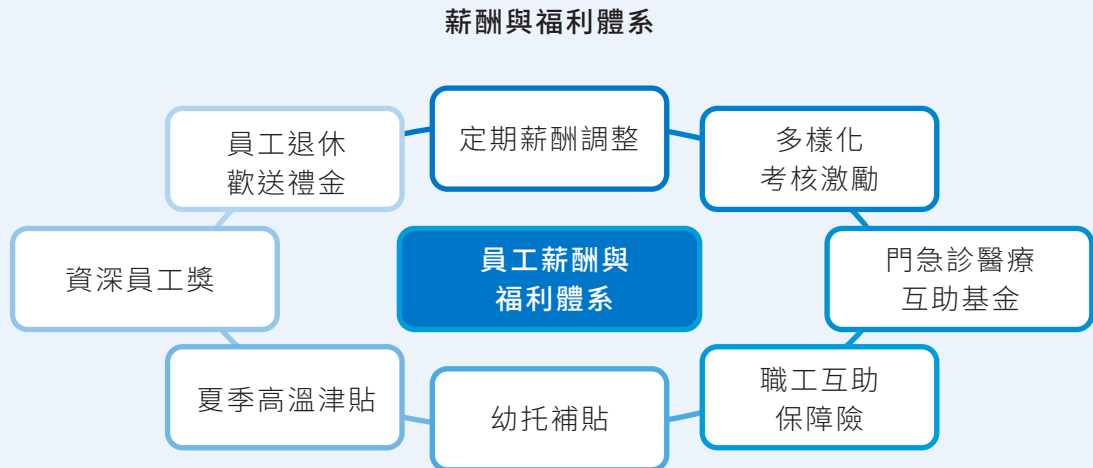 薪酬與福利體系
定期薪酬調整
多樣化
考核激勵
門急診醫療
互助基金
職工互助
保障險
幼托補貼
夏季高溫津貼
資深員工獎
員工退休
歡送禮金
員工薪酬與
福利體系